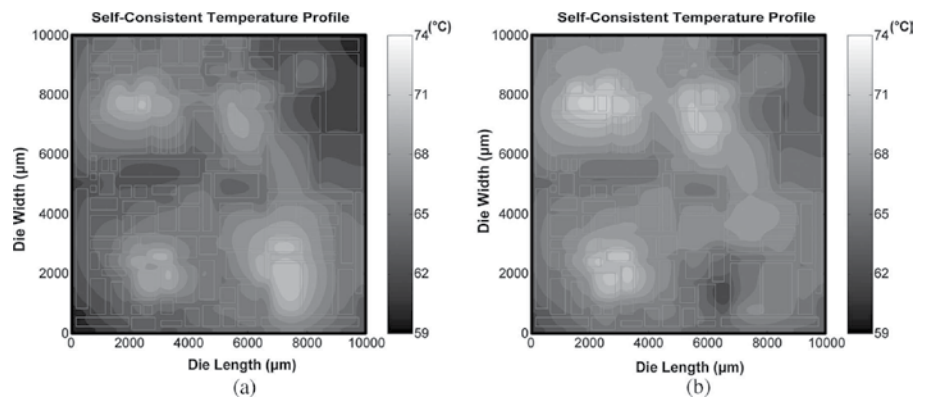 Self-Consistent Temperature Profile
10000
8000
6000
4000
2000
0
Die Width (µm)
0 2000 4000 6000 8000 10000
Die Length (µm)
74(°C)
71
68
65
62
59
(a)
Self-Consistent Temperature Profile
10000
8000
6000
4000
2000
0
Die Width (µm)
0 2000 4000 6000 8000 10000
Die Length (µm)
74(°C)
71
68
65
62
59
(b)